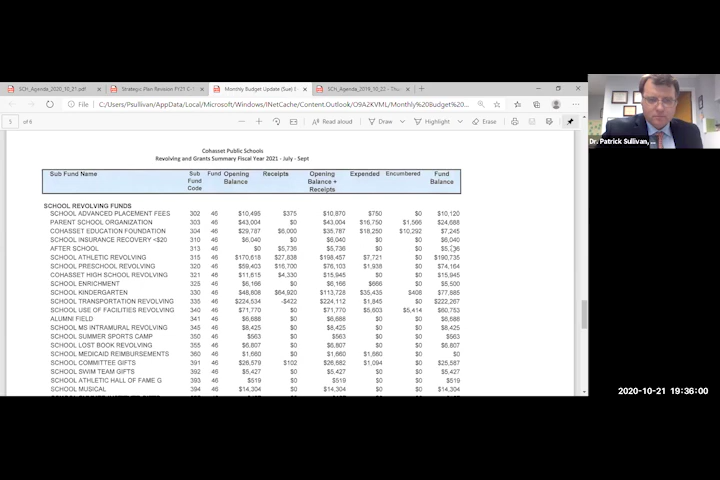 SCH_Agenda_2020_10_21.pdf
Strategic Plan Revision FY21 C-1
Monthly Budget Update (Sue) (
SCH_Agenda_2019_10_23 - Thu
File
C:/Users/Psullivan/AppData/Local/Microsoft/Windows/INetCache/Content.Outlook/O9A2KVML/Monthly%20Budget%20...
5 of 6
Read aloud
Draw
Highlight
Erase
Dr. Patrick Sullivan, ...
Cohasset Public Schools
Revolving and Grants Summary Fiscal Year 2021 - July - Sept
Sub Fund Name Sub Fund Code Fund Opening Balance Receipts Opening Balance + Receipts Expended Encumbered Fund Balance
SCHOOL REVOLVING FUNDS
SCHOOL ADVANCED PLACEMENT FEES 302 46 $10,495 $375 $10,870 $750 $0 $10,120
PARENT SCHOOL ORGANIZATION 303 46 $43,004 $0 $43,004 $16,750 $1,566 $24,688
COHASSET EDUCATION FOUNDATION 304 46 $29,787 $6,000 $35,787 $18,250 $10,292 $7,245
SCHOOL INSURANCE RECOVERY <$20 310 46 $6,040 $0 $6,040 $0 $0 $6,040
AFTER SCHOOL 313 46 $0 $5,736 $5,736 $0 $0 $5,736
SCHOOL ATHLETIC REVOLVING 315 46 $170,618 $27,838 $198,457 $7,721 $0 $190,735
SCHOOL PRESCHOOL REVOLVING 320 46 $59,403 $16,700 $76,103 $1,938 $0 $74,164
COHASSET HIGH SCHOOL REVOLVING 321 46 $11,615 $4,330 $15,945 $0 $0 $15,945
SCHOOL ENRICHMENT 325 46 $6,166 $0 $6,166 $666 $0 $5,500
SCHOOL KINDERGARTEN 330 46 $48,808 $64,920 $113,728 $35,435 $408 $77,885
SCHOOL TRANSPORTATION REVOLVING 335 46 $224,534 -$422 $224,112 $1,845 $0 $222,267
SCHOOL USE OF FACILITIES REVOLVING 340 46 $71,770 $0 $71,770 $5,603 $5,414 $60,753
ALUMNI FIELD 341 46 $6,688 $0 $6,688 $0 $0 $6,688
SCHOOL MS INTRAMURAL REVOLVING 345 46 $8,425 $0 $8,425 $0 $0 $8,425
SCHOOL SUMMER SPORTS CAMP 350 46 $563 $0 $563 $0 $0 $563
SCHOOL LOST BOOK REVOLVING 355 46 $6,807 $0 $6,807 $0 $0 $6,807
SCHOOL MEDICAID REIMBURSEMENTS 360 46 $1,660 $0 $1,660 $1,660 $0 $0
SCHOOL COMMITTEE GIFTS 391 46 $26,579 $102 $26,682 $1,094 $0 $25,587
SCHOOL SWIM TEAM GIFTS 392 46 $5,427 $0 $5,427 $0 $0 $5,427
SCHOOL ATHLETIC HALL OF FAME G 393 46 $519 $0 $519 $0 $0 $519
SCHOOL MUSICAL 394 46 $14,304 $0 $14,304 $0 $0 $14,304
2020-10-21 19:36:00